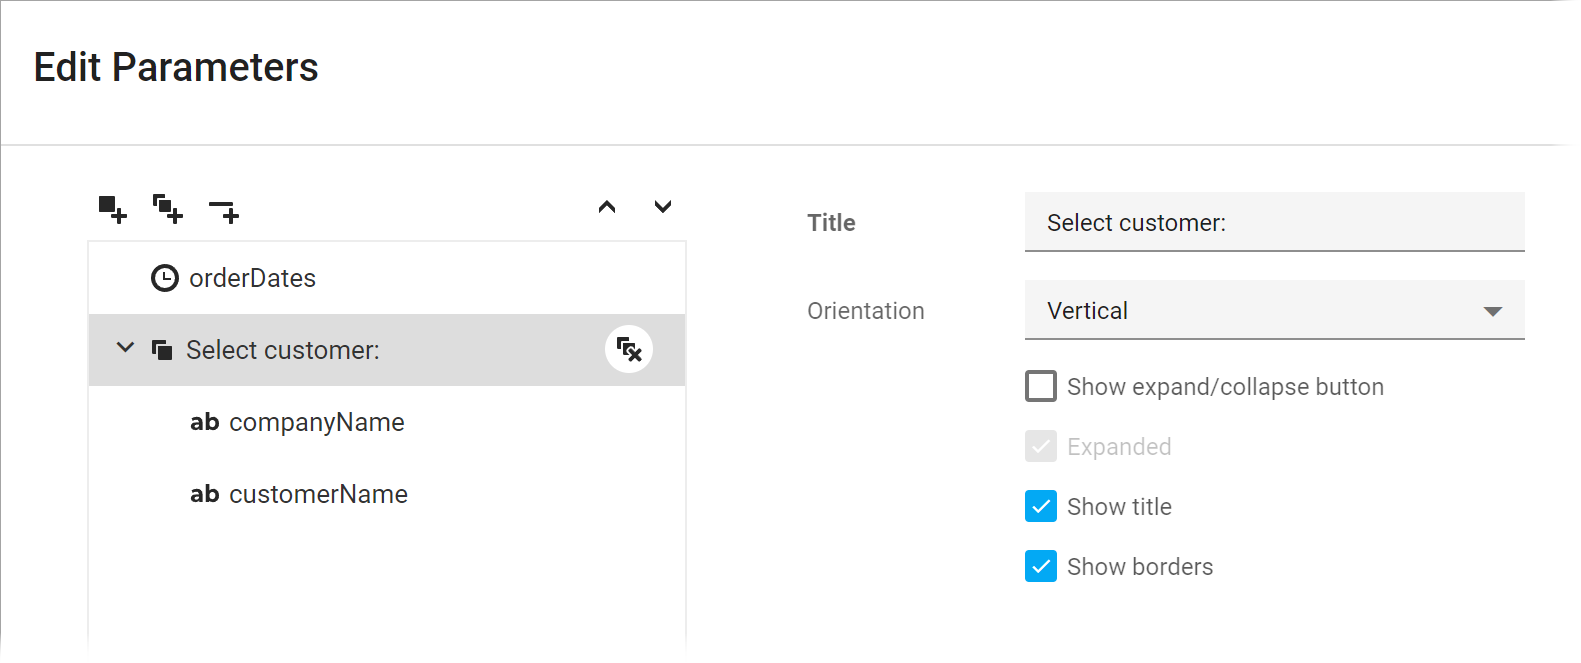 Edit Parameters
orderDates
Select customer:
ab companyName
ab customerName
Title
Select customer:
Orientation
Vertical
Show expand/collapse button
Expanded
Show title
Show borders